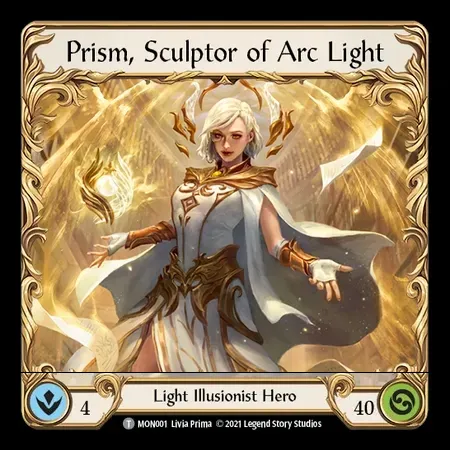 Prism, Sculptor of Arc Light
4
Light Illusionist Hero
40
T MON001 Livia Prima © 2021 Legend Story Studios